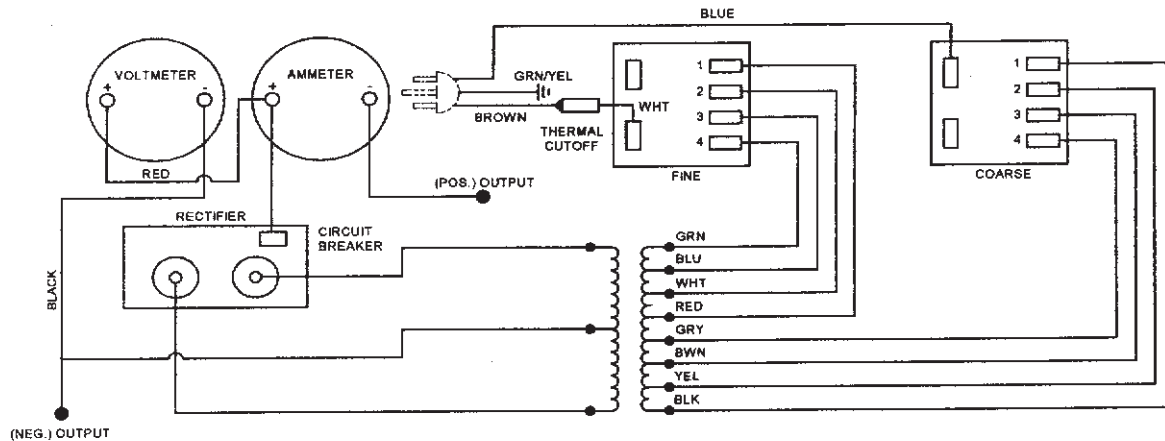 BLUE
VOLTMETER
+
-
AMMETER
+
-
GRN/YEL
BROWN
THERMAL
CUTOFF
WHT
1
2
3
4
FINE
1
2
3
4
COARSE
RED
(POS.) OUTPUT
RECTIFIER
CIRCUIT
BREAKER
BLACK
GRN
BLU
WHT
RED
GRY
BWN
YEL
BLK
(NEG.) OUTPUT